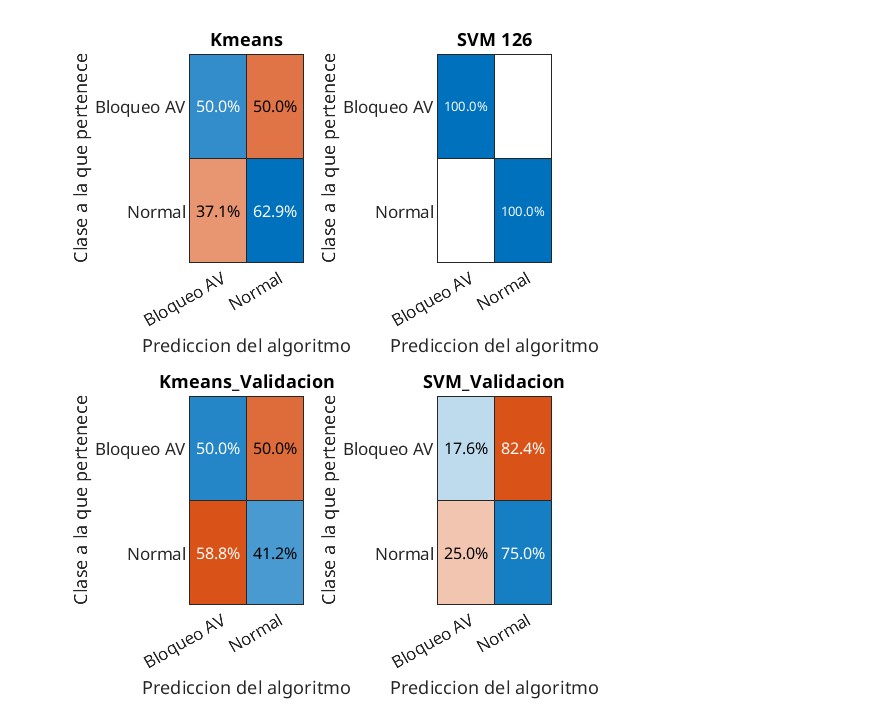 Kmeans
Clase a la que pertenece
Bloqueo AV
50.0%
50.0%
Normal
37.1%
62.9%
Bloqueo AV
Normal
Prediccion del algoritmo
SVM 126
Clase a la que pertenece
Bloqueo AV
100.0%
Normal
100.0%
Bloqueo AV
Normal
Prediccion del algoritmo
Kmeans_Validacion
Clase a la que pertenece
Bloqueo AV
50.0%
50.0%
Normal
58.8%
41.2%
Bloqueo AV
Normal
Prediccion del algoritmo
SVM_Validacion
Clase a la que pertenece
Bloqueo AV
17.6%
82.4%
Normal
25.0%
75.0%
Bloqueo AV
Normal
Prediccion del algoritmo